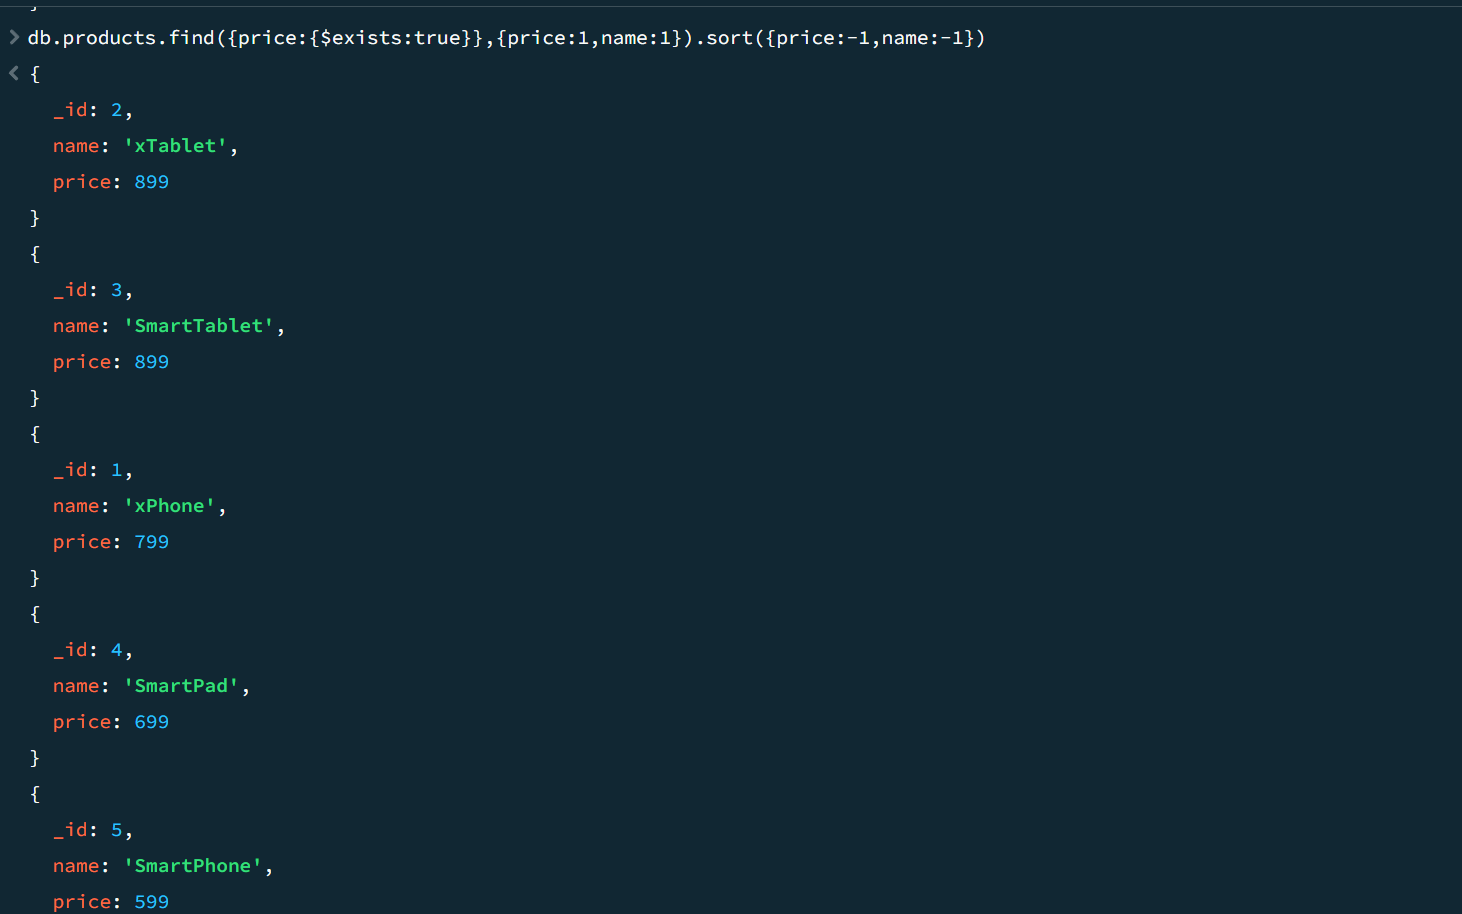 }
> db.products.find({price:{$exists:true}},{price:1,name:1}).sort({price:-1,name:-1})
< {
_id: 2,
name: 'xTablet',
price: 899
}
{
_id: 3,
name: 'SmartTablet',
price: 899
}
{
_id: 1,
name: 'xPhone',
price: 799
}
{
_id: 4,
name: 'SmartPad',
price: 699
}
{
_id: 5,
name: 'SmartPhone',
price: 599